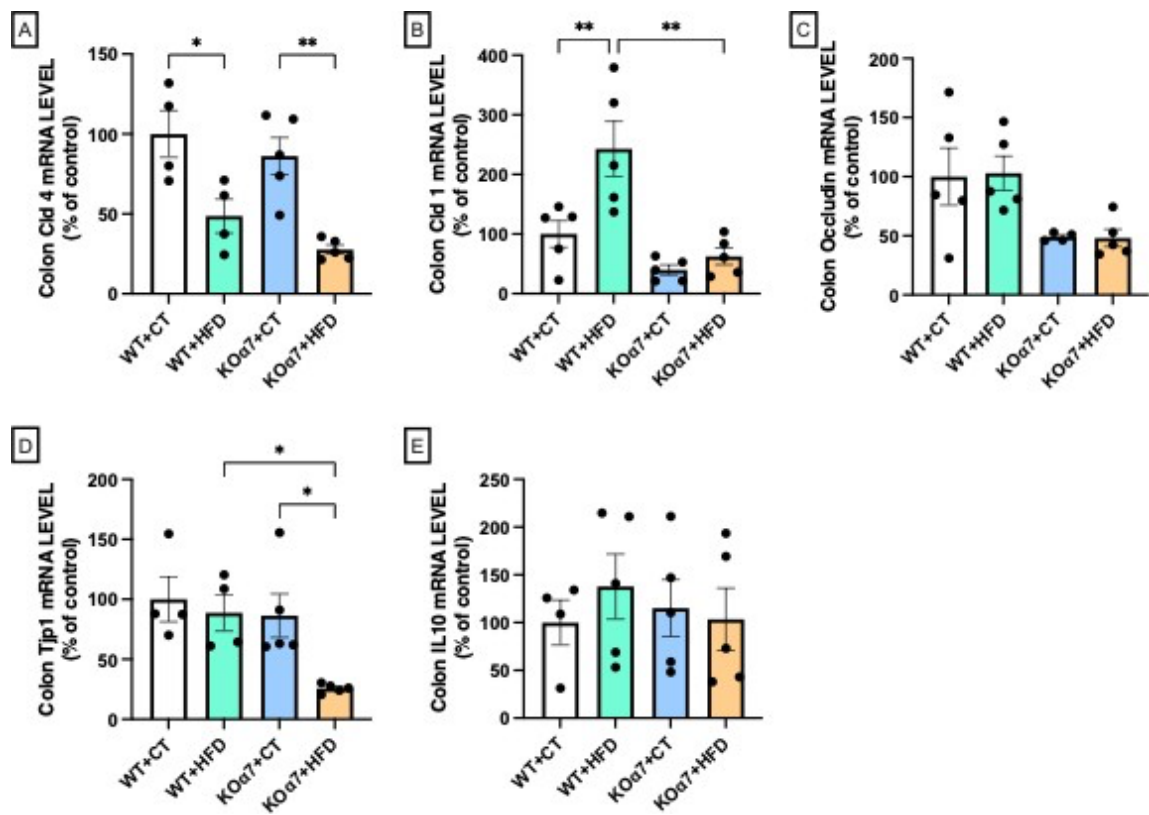 A
Colon Cld 4 mRNA LEVEL
(% of control)
150
100
50
0
*
**
WT+CT
WT+HFD
KOα7+CT
KOα7+HFD
B
Colon Cld 1 mRNA LEVEL
(% of control)
400
300
200
100
0
**
**
WT+CT
WT+HFD
KOα7+CT
KOα7+HFD
C
Colon Occludin mRNA LEVEL
(% of control)
200
150
100
50
0
WT+CT
WT+HFD
KOα7+CT
KOα7+HFD
D
Colon Tjp1 mRNA LEVEL
(% of control)
200
150
100
50
0
*
*
WT+CT
WT+HFD
KOα7+CT
KOα7+HFD
E
Colon IL10 mRNA LEVEL
(% of control)
250
200
150
100
50
0
WT+CT
WT+HFD
KOα7+CT
KOα7+HFD